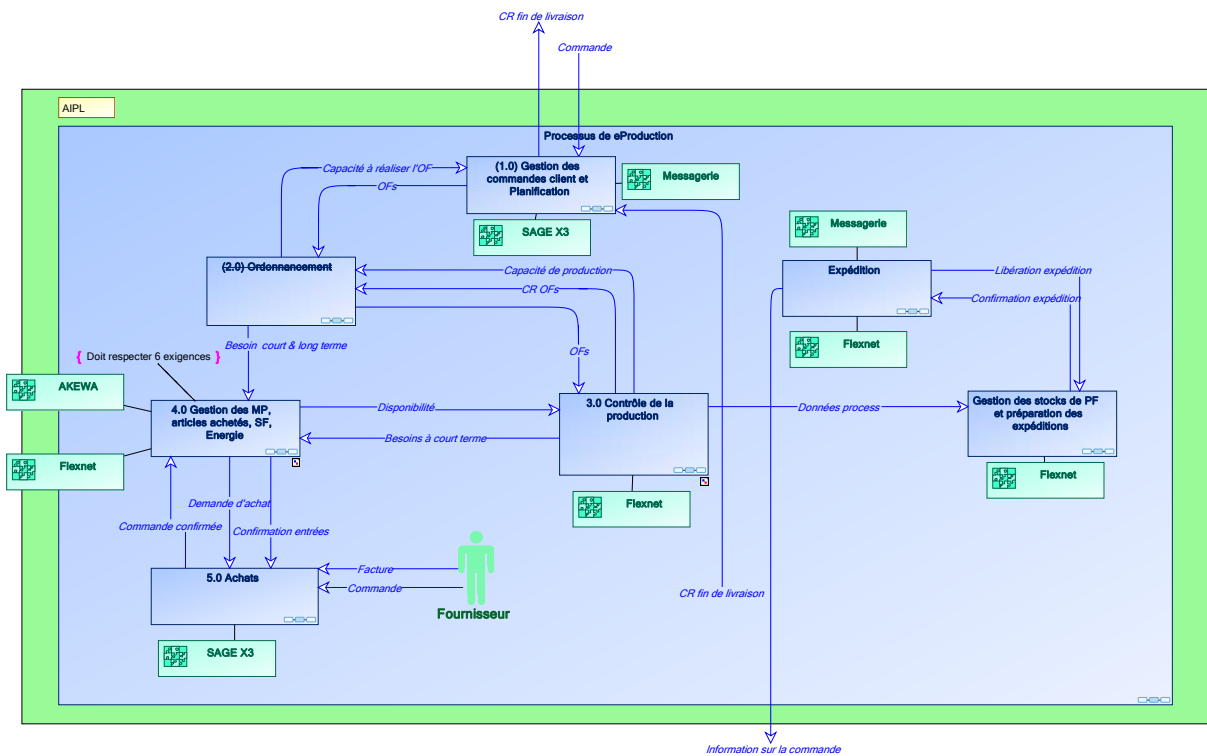 CR fin de livraison
Commande
AIPL
Processus de eProduction
(1.0) Gestion des
commandes client et
Planification
Messagerie
SAGE X3
Capacité à réaliser l'OF
OFs
(2.0) Ordonnancement
Capacité de production
CR OFs
OFs
Messagerie
Expédition
Flexnet
Libération expédition
Confirmation expédition
Besoin court & long terme
{ Doit respecter 6 exigences }
AKEWA
Flexnet
4.0 Gestion des MP,
articles achetés, SF,
Energie
Disponibilité
Besoins à court terme
3.0 Contrôle de la
production
Flexnet
Données process
Gestion des stocks de PF
et préparation des
expéditions
Flexnet
Demande d'achat
Commande confirmée
Confirmation entrées
5.0 Achats
SAGE X3
Facture
Commande
Fournisseur
CR fin de livraison
Information sur la commande